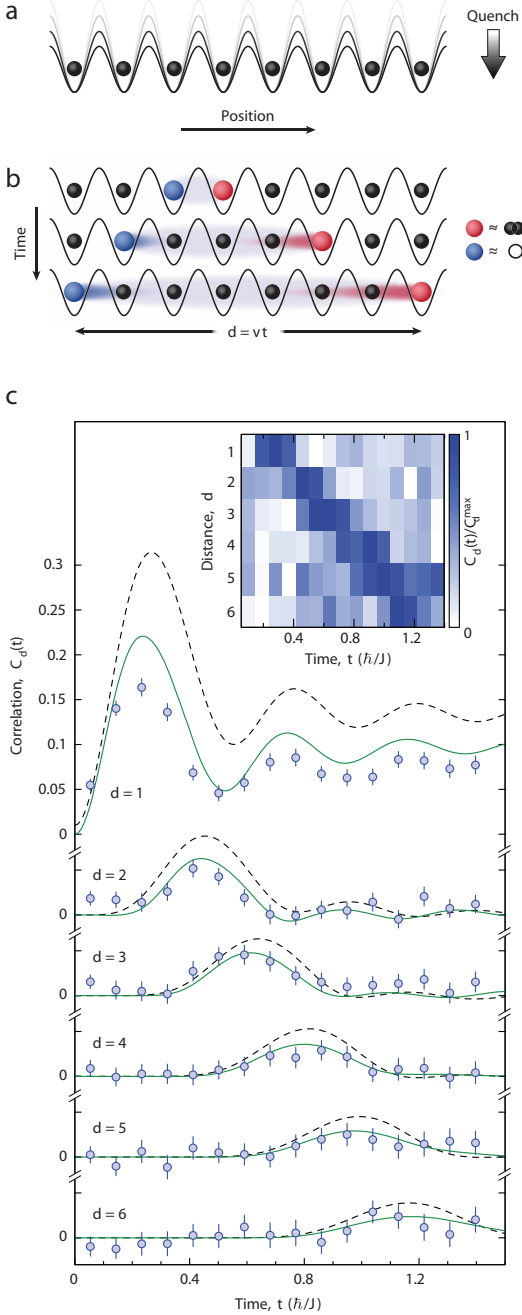 a
Quench
Position
b
Time
≈
≈
d = vt
c
Correlation, C_d(t)
0.3
0.25
0.2
0.15
0.1
0.05
0
d = 1
Distance, d
1
2
3
4
5
6
0.4
0.8
1.2
Time, t (ħ/J)
1
0
C_d(t)/C_d^max
d = 2
0
d = 3
0
d = 4
0
d = 5
0
d = 6
0
0
0.4
0.8
1.2
Time, t (ħ/J)